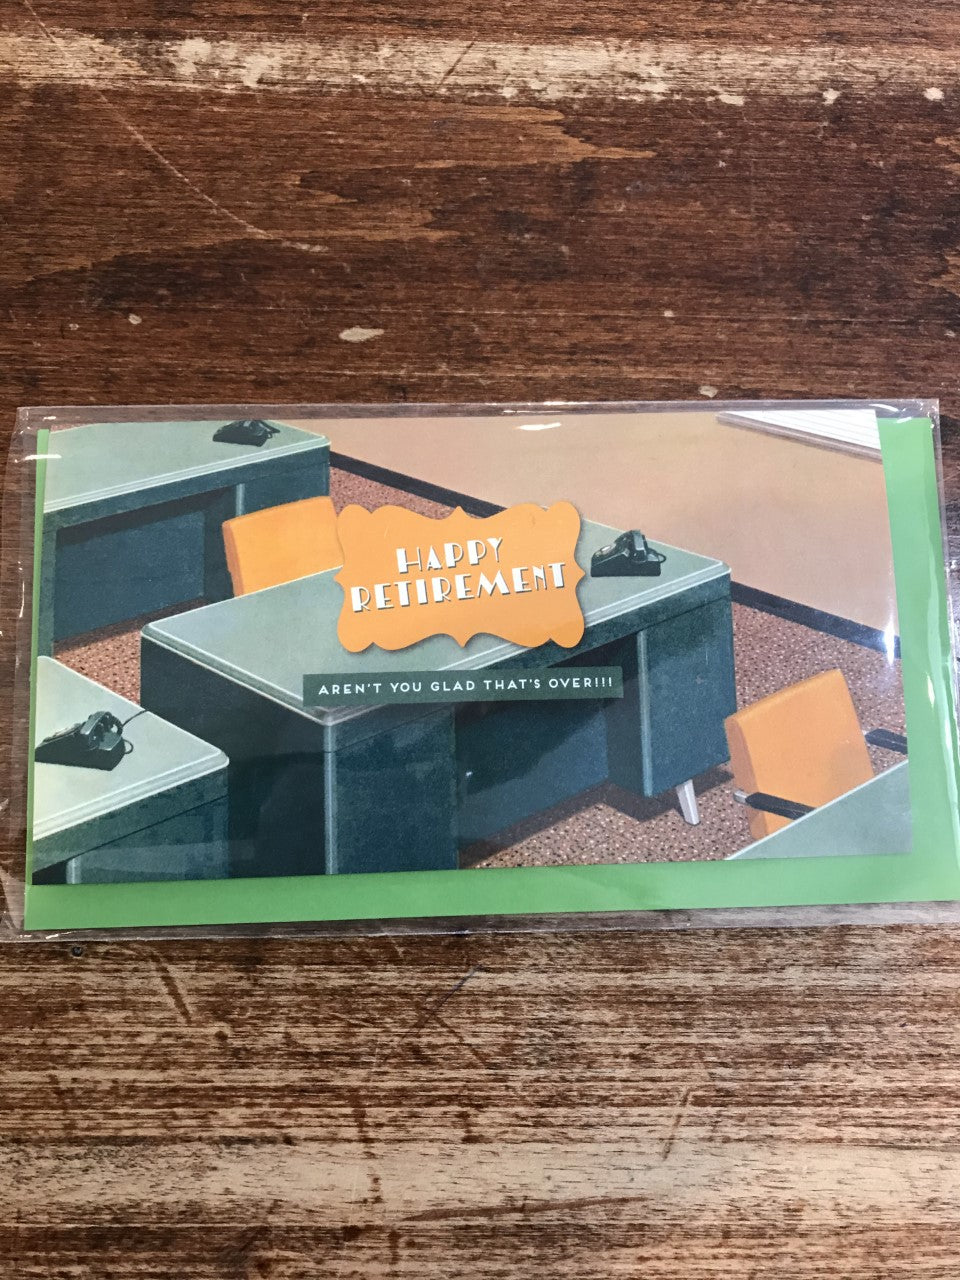 HAPPY
RETIREMENT
AREN'T YOU GLAD THAT'S OVER!!!